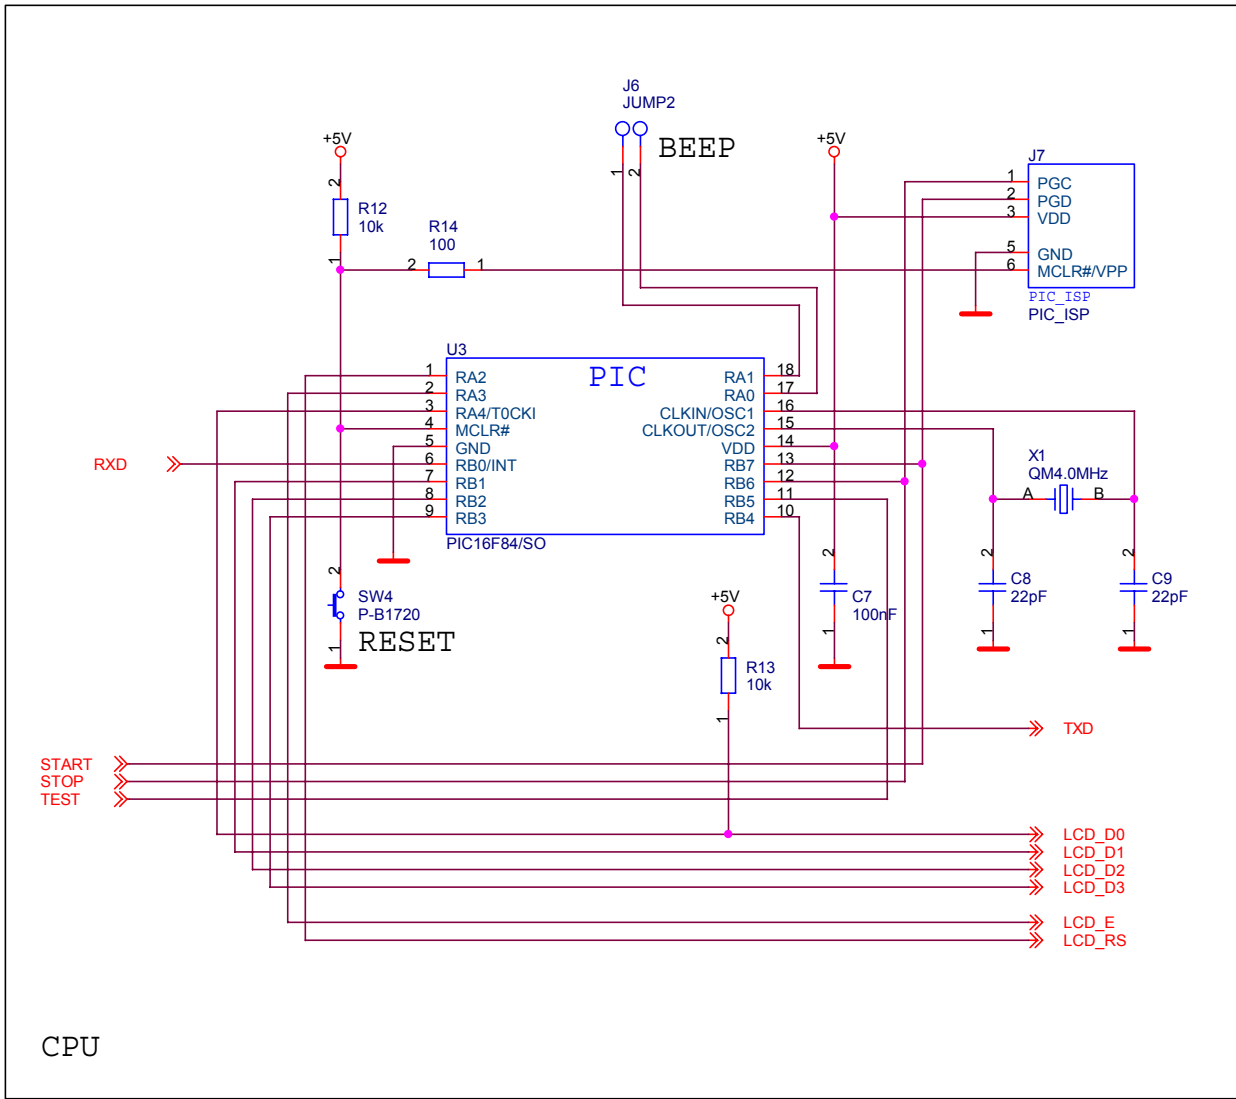 J6
JUMP2
BEEP
1
2
+5V
2
R12
10k
1
R14
100
2
1
+5V
J7
1
PGC
2
PGD
3
VDD
5
GND
6
MCLR#/VPP
PIC_ISP
PIC_ISP
U3
PIC
1
RA2
2
RA3
3
RA4/T0CKI
4
MCLR#
5
GND
6
RB0/INT
7
RB1
8
RB2
9
RB3
RA1
18
RA0
17
CLKIN/OSC1
16
CLKOUT/OSC2
15
VDD
14
RB7
13
RB6
12
RB5
11
RB4
10
PIC16F84/SO
RXD
X1
QM4.0MHz
A
B
2
SW4
P-B1720
RESET
1
2
C7
100nF
1
2
C8
22pF
1
2
C9
22pF
1
+5V
2
R13
10k
1
TXD
START
STOP
TEST
LCD_D0
LCD_D1
LCD_D2
LCD_D3
LCD_E
LCD_RS
CPU